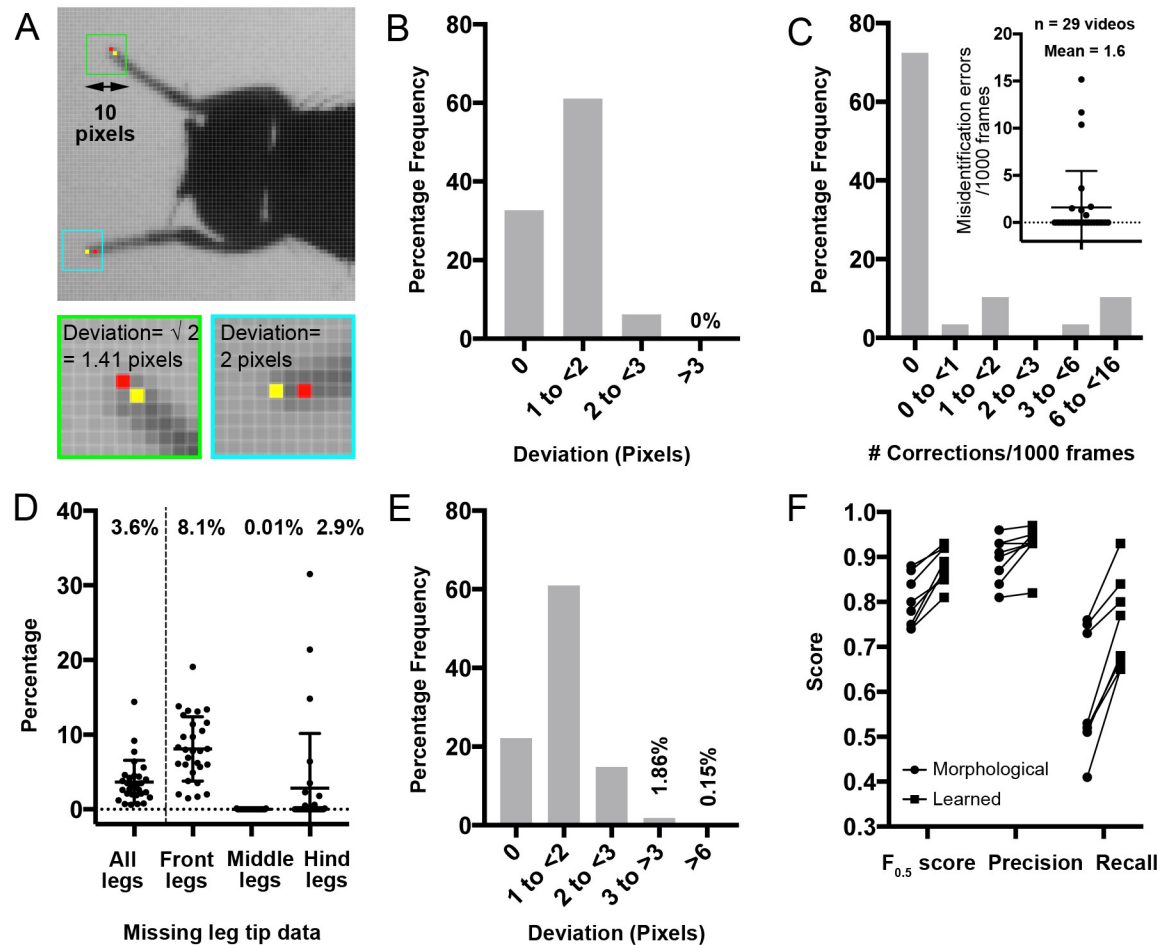 A
10
pixels
Deviation= √ 2
= 1.41 pixels
Deviation=
2 pixels
B
Percentage Frequency
80
60
40
20
0
0%
0
1 to <2
2 to <3
>3
Deviation (Pixels)
C
Percentage Frequency
80
60
40
20
0
0
0 to <1
1 to <2
2 to <3
3 to <6
6 to <16
# Corrections/1000 frames
n = 29 videos
Mean = 1.6
Misidentification errors
/1000 frames
20
15
10
5
0
D
Percentage
40
30
20
10
0
3.6%
8.1%
0.01%
2.9%
All
legs
Front
legs
Middle
legs
Hind
legs
Missing leg tip data
E
Percentage Frequency
80
60
40
20
0
1.86%
0.15%
0
1 to <2
2 to <3
3 to >3
>6
Deviation (Pixels)
F
Score
1.0
0.9
0.8
0.7
0.6
0.5
0.4
0.3
Morphological
Learned
F0.5 score
Precision
Recall